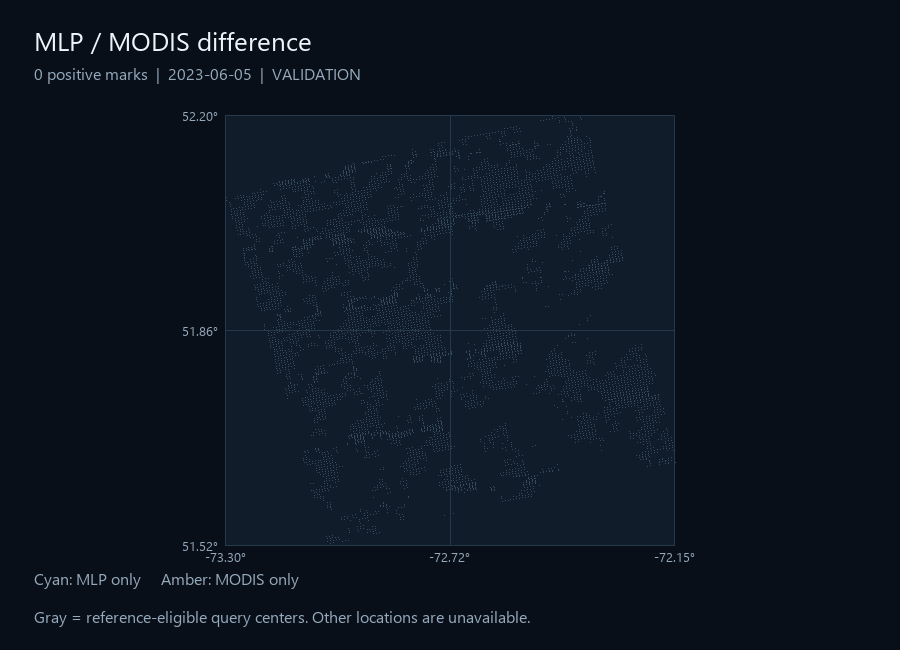 MLP / MODIS difference
0 positive marks | 2023-06-05 | VALIDATION
52.20°
51.86°
51.52°
-73.30° -72.72° -72.15°
Cyan: MLP only Amber: MODIS only
Gray = reference-eligible query centers. Other locations are unavailable.